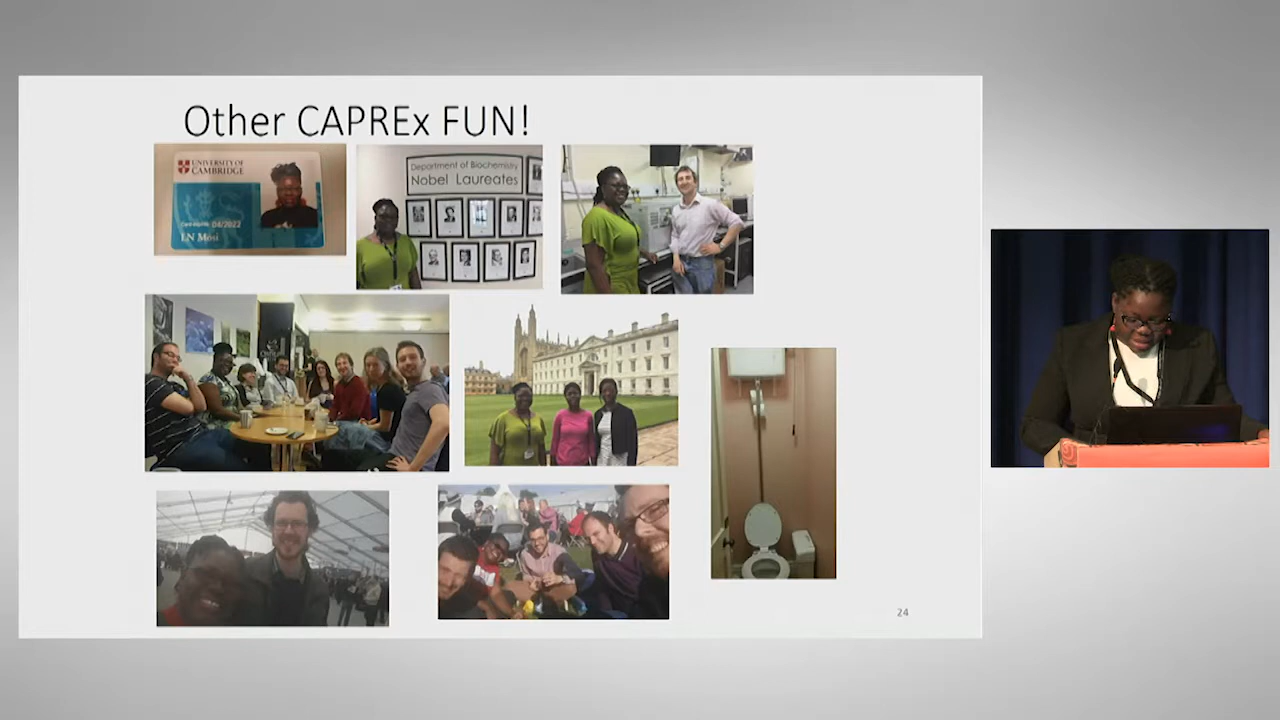 Other CAPREx FUN!
UNIVERSITY OF
CAMBRIDGE
04/2022
LN Mosi
Department of Biochemistry
Nobel Laureates
24